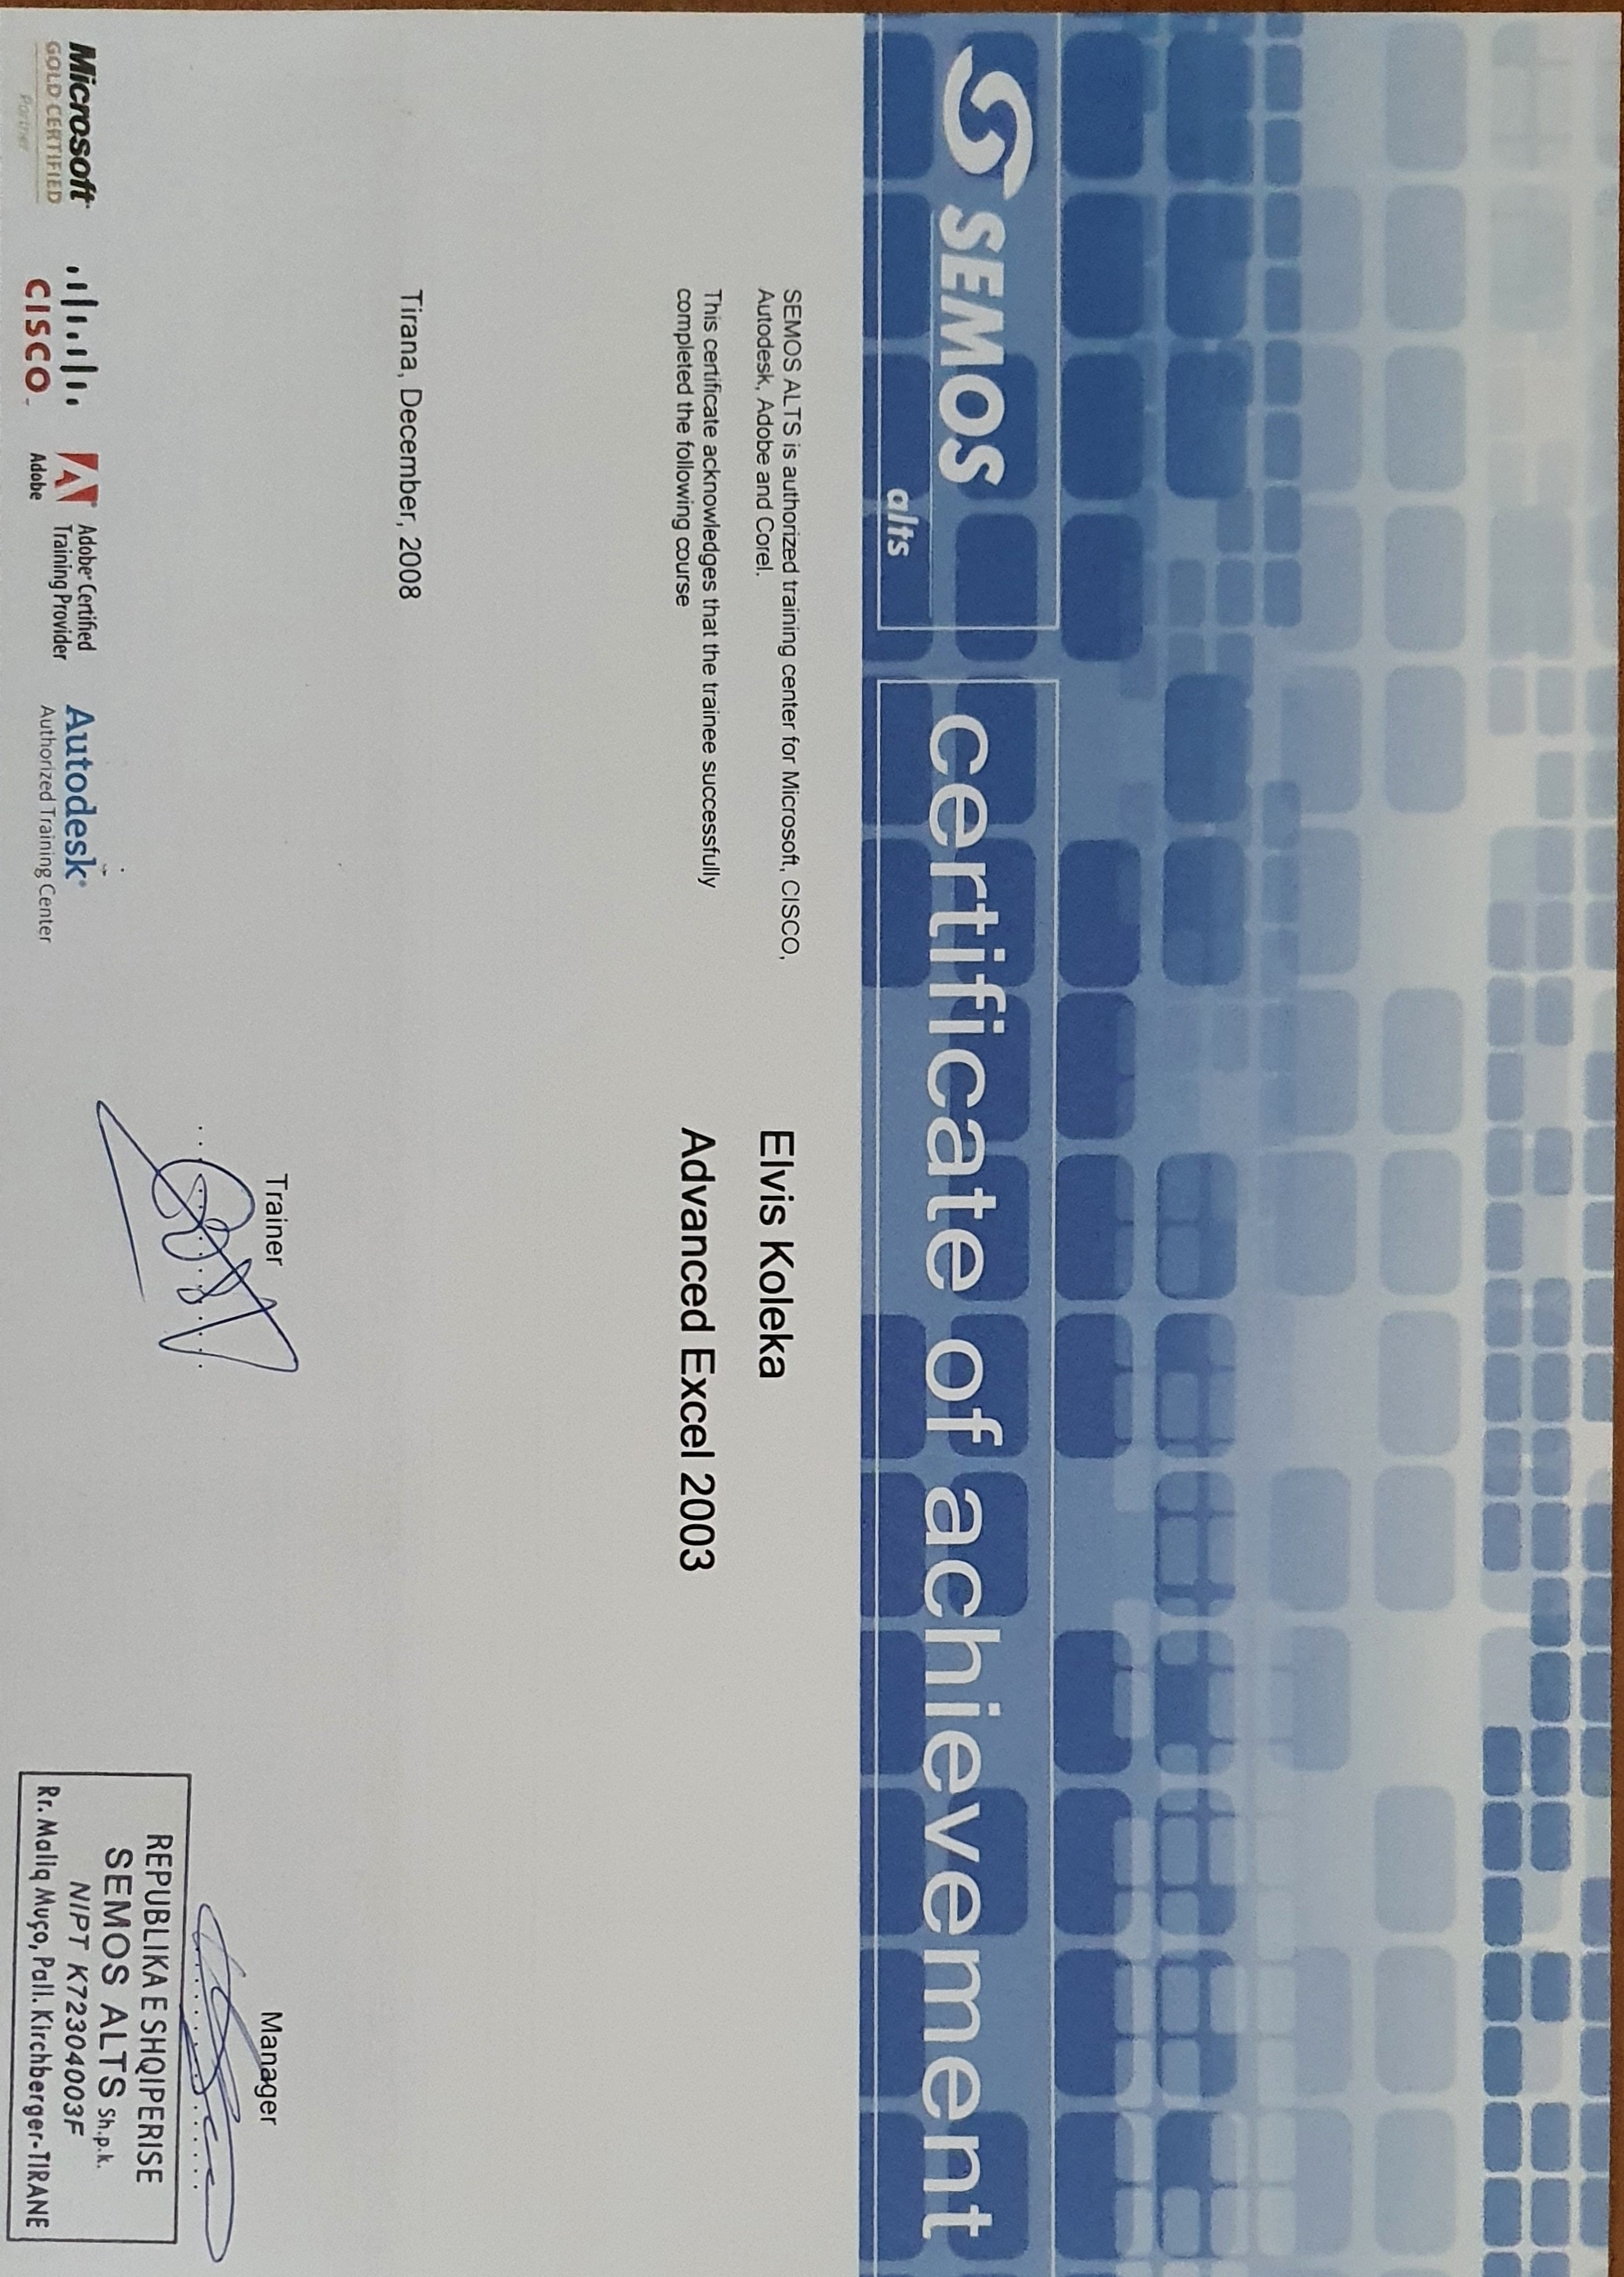 SEMOS
alts
certificate of achievement
SEMOS ALTS is authorized training center for Microsoft, CISCO,
Autodesk, Adobe and Corel.
This certificate acknowledges that the trainee successfully
completed the following course
Elvis Koleka
Advanced Excel 2003
Tirana, December, 2008
Trainer
Manager
REPUBLIKA E SHQIPERISE
SEMOS ALTS Sh.p.k.
NIPT K72304003F
Rr. Maliq Muço, Pall. Kirchberger-TIRANE
Microsoft
GOLD CERTIFIED
Partner
CISCO
Adobe
Adobe Certified
Training Provider
Autodesk
Authorized Training Center